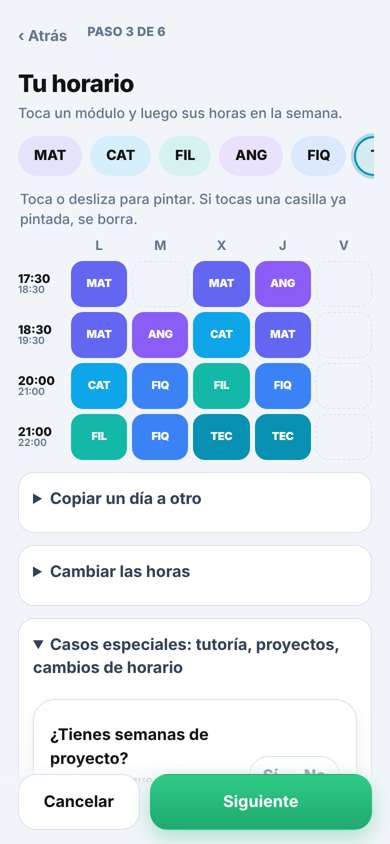 ‹ Atrás
PASO 3 DE 6
Tu horario
Toca un módulo y luego sus horas en la semana.
MAT CAT FIL ANG FIQ
Toca o desliza para pintar. Si tocas una casilla ya
pintada, se borra.
L M X J V
17:30
18:30
MAT MAT ANG
18:30
19:30
MAT ANG CAT MAT
20:00
21:00
CAT FIQ FIL FIQ
21:00
22:00
FIL FIQ TEC TEC
Copiar un día a otro
Cambiar las horas
Casos especiales: tutoría, proyectos,
cambios de horario
¿Tienes semanas de
proyecto?
Sí No
Cancelar
Siguiente